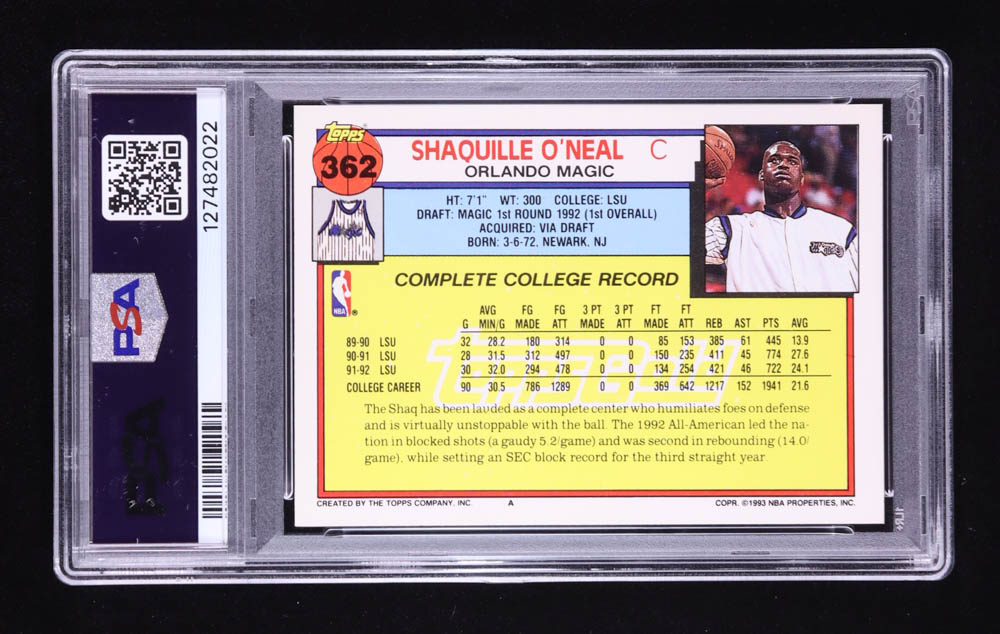 127482022
PSA
PSA
Topps
362
SHAQUILLE O'NEAL C
ORLANDO MAGIC
HT: 7'1" WT: 300 COLLEGE: LSU
DRAFT: MAGIC 1st ROUND 1992 (1st OVERALL)
ACQUIRED: VIA DRAFT
BORN: 3-6-72, NEWARK, NJ
COMPLETE COLLEGE RECORD
NBA ®
AVG FG FG 3 PT 3 PT FT FT
G MIN/G MADE ATT MADE ATT MADE ATT REB AST PTS AVG
89-90 LSU 32 28.2 180 314 0 0 85 153 385 61 445 13.9
90-91 LSU 28 31.5 312 497 0 0 150 235 411 45 774 27.6
91-92 LSU 30 32.0 294 478 0 0 134 254 421 46 722 24.1
COLLEGE CAREER 90 30.5 786 1289 0 0 369 642 1217 152 1941 21.6
The Shaq has been lauded as a complete center who humiliates foes on defense
and is virtually unstoppable with the ball. The 1992 All-American led the na-
tion in blocked shots (a gaudy 5.2/game) and was second in rebounding (14.0/
game), while setting an SEC block record for the third straight year.
CREATED BY THE TOPPS COMPANY, INC. A COPR. ©1993 NBA PROPERTIES, INC.